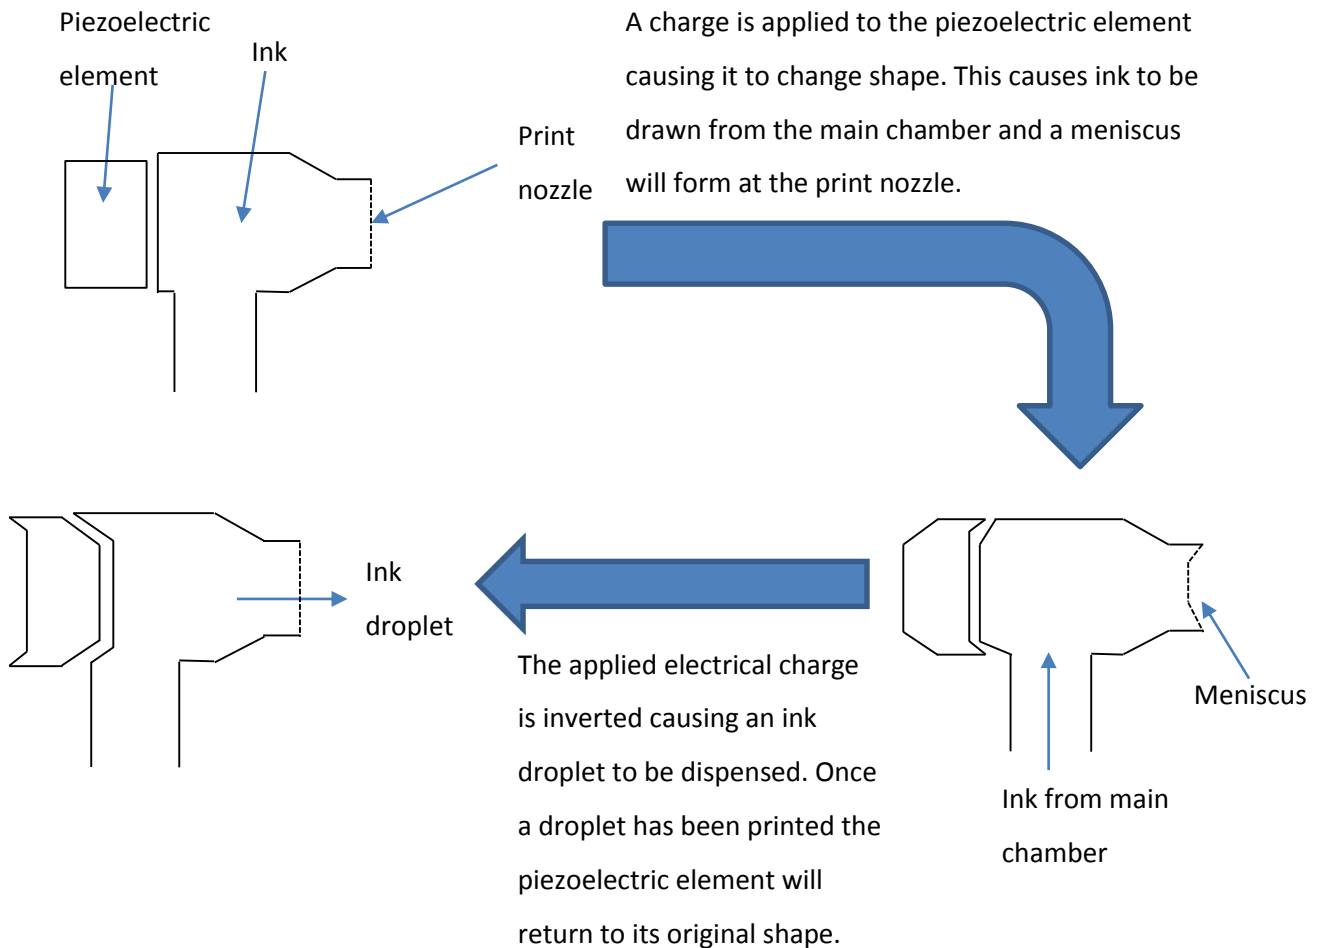 Piezoelectric
element
Ink
Print
nozzle
A charge is applied to the piezoelectric element
causing it to change shape. This causes ink to be
drawn from the main chamber and a meniscus
will form at the print nozzle.
Ink
droplet
The applied electrical charge
is inverted causing an ink
droplet to be dispensed. Once
a droplet has been printed the
piezoelectric element will
return to its original shape.
Meniscus
Ink from main
chamber